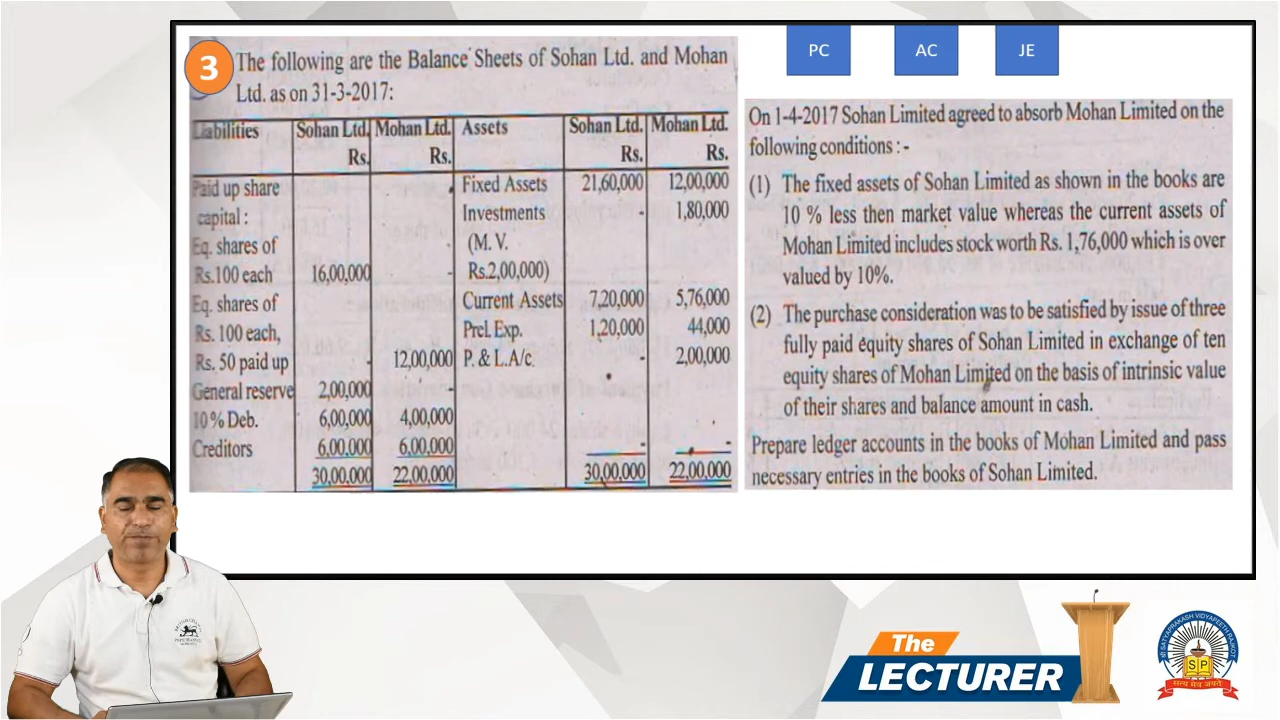 3
The following are the Balance Sheets of Sohan Ltd. and Mohan
Ltd. as on 31-3-2017:
Liabilities Sohan Ltd. Mohan Ltd. Assets Sohan Ltd. Mohan Ltd.
Rs. Rs. Rs. Rs.
Paid up share Fixed Assets 21,60,000 12,00,000
capital : Investments - 1,80,000
Eq. shares of - (M. V.
Rs.100 each 16,00,000 - Rs.2,00,000)
Eq. shares of Current Assets 7,20,000 5,76,000
Rs. 100 each, Prel. Exp. 1,20,000 44,000
Rs. 50 paid up - 12,00,000 P. & L.A/c. 2,00,000
General reserve 2,00,000 -
10 % Deb. 6,00,000 4,00,000
Creditors 6,00,000 6,00,000 - -
30,00,000 22,00,000 30,00,000 22,00,000
PC AC JE
On 1-4-2017 Sohan Limited agreed to absorb Mohan Limited on the
following conditions : -
(1) The fixed assets of Sohan Limited as shown in the books are
10 % less then market value whereas the current assets of
Mohan Limited includes stock worth Rs. 1,76,000 which is over
valued by 10%.
(2) The purchase consideration was to be satisfied by issue of three
fully paid equity shares of Sohan Limited in exchange of ten
equity shares of Mohan Limited on the basis of intrinsic value
of their shares and balance amount in cash.
Prepare ledger accounts in the books of Mohan Limited and pass
necessary entries in the books of Sohan Limited.
The
LECTURER
SP
सत्य मेव जयते